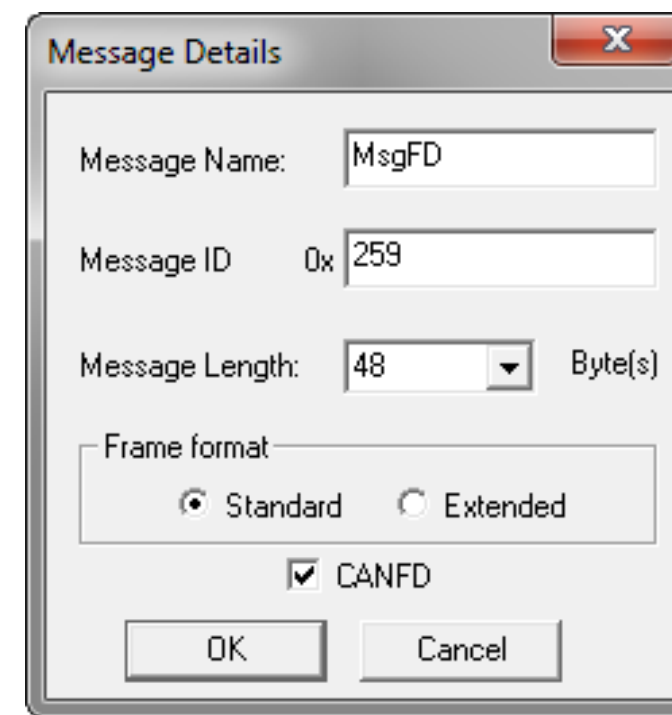 Message Details
Message Name: MsgFD
Message ID 0x 259
Message Length: 48 Byte(s)
Frame format
Standard Extended
CANFD
OK Cancel